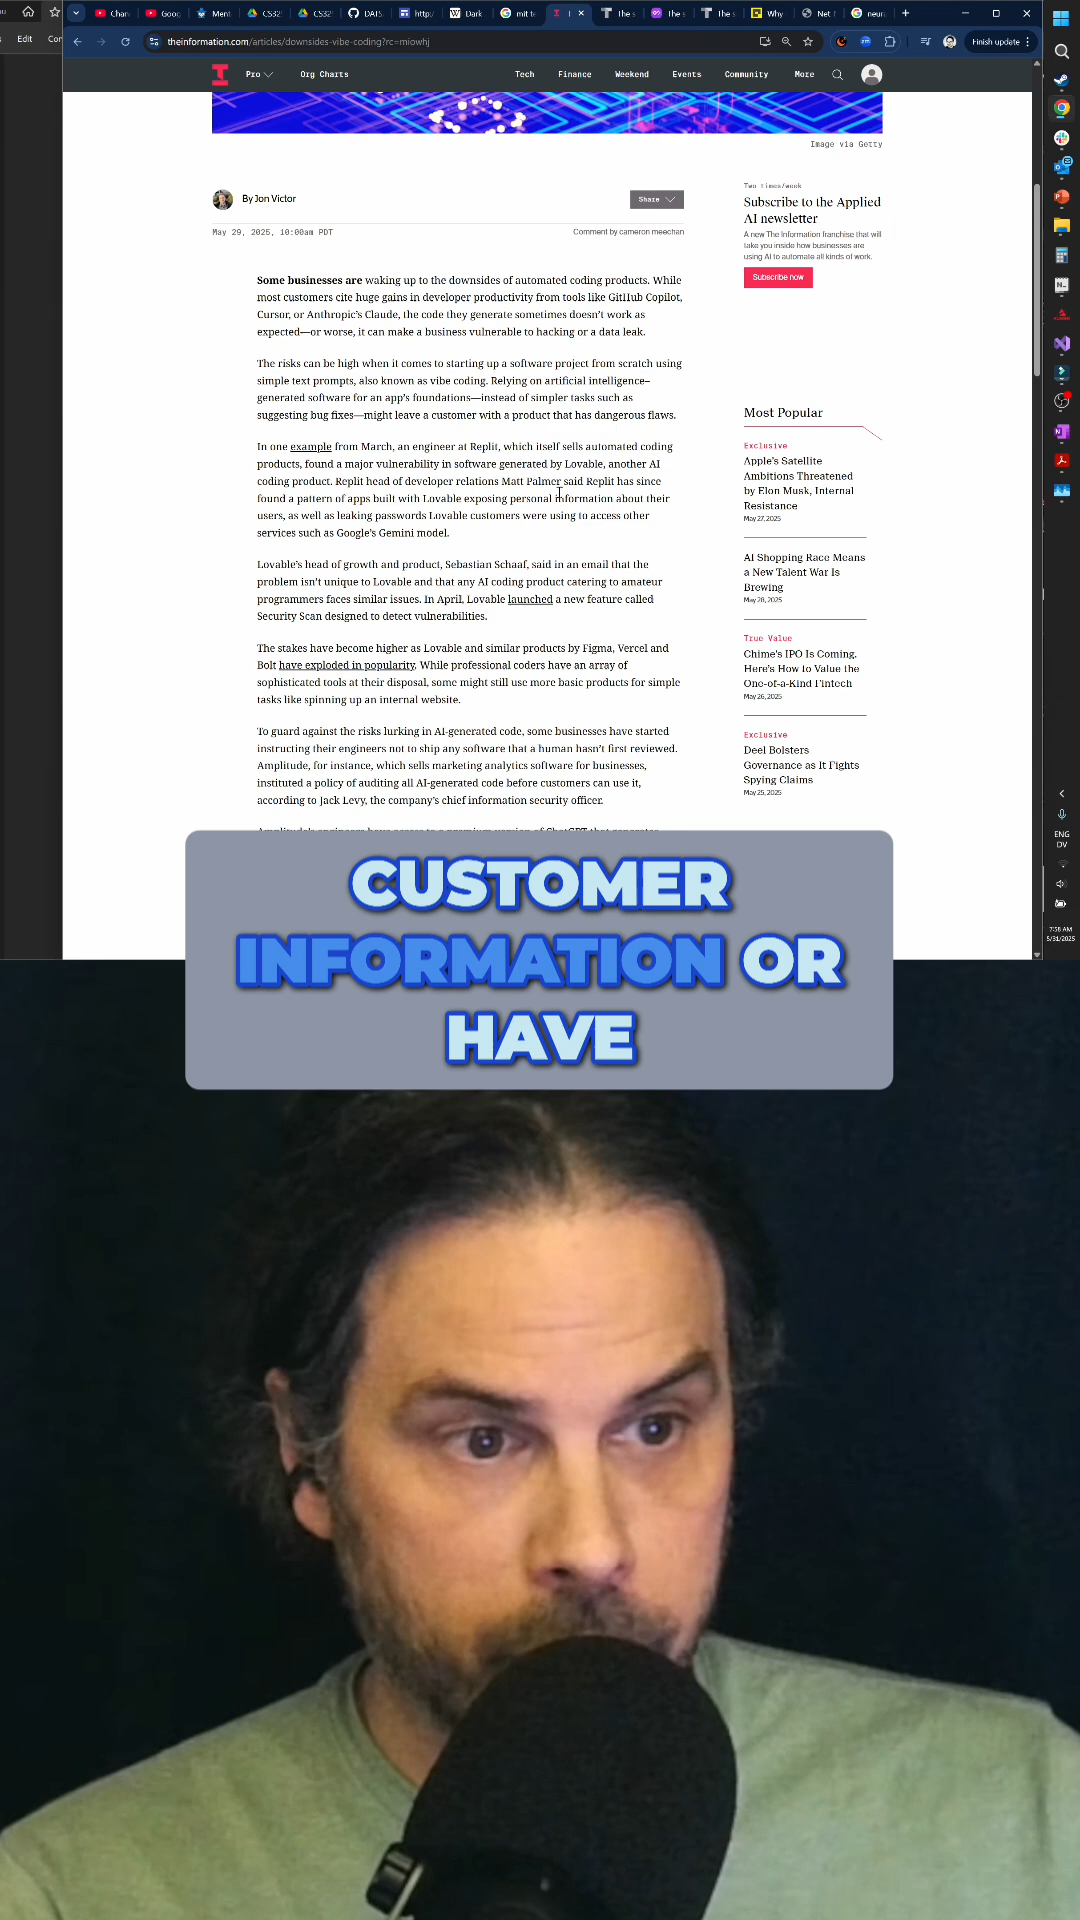 Edit
Cor
Chan
Goog
Ment
CS32
CS32
DATS
http:/
Dark
mit te
The s
The s
The s
Why
Net f
neur
theinformation.com/articles/downsides-vibe-coding?rc=miowhj
Finish update
Pro
Org Charts
Tech
Finance
Weekend
Events
Community
More
Image via Getty
By Jon Victor
Share
May 29, 2025, 10:00am PDT
Comment by cameron meechan
Some businesses are waking up to the downsides of automated coding products. While
most customers cite huge gains in developer productivity from tools like GitHub Copilot,
Cursor, or Anthropic's Claude, the code they generate sometimes doesn't work as
expected—or worse, it can make a business vulnerable to hacking or a data leak.
The risks can be high when it comes to starting up a software project from scratch using
simple text prompts, also known as vibe coding. Relying on artificial intelligence–
generated software for an app's foundations—instead of simpler tasks such as
suggesting bug fixes—might leave a customer with a product that has dangerous flaws.
In one example from March, an engineer at Replit, which itself sells automated coding
products, found a major vulnerability in software generated by Lovable, another AI
coding product. Replit head of developer relations Matt Palmer said Replit has since
found a pattern of apps built with Lovable exposing personal information about their
users, as well as leaking passwords Lovable customers were using to access other
services such as Google's Gemini model.
Lovable's head of growth and product, Sebastian Schaaf, said in an email that the
problem isn't unique to Lovable and that any AI coding product catering to amateur
programmers faces similar issues. In April, Lovable launched a new feature called
Security Scan designed to detect vulnerabilities.
The stakes have become higher as Lovable and similar products by Figma, Vercel and
Bolt have exploded in popularity. While professional coders have an array of
sophisticated tools at their disposal, some might still use more basic products for simple
tasks like spinning up an internal website.
To guard against the risks lurking in AI-generated code, some businesses have started
instructing their engineers not to ship any software that a human hasn't first reviewed.
Amplitude, for instance, which sells marketing analytics software for businesses,
instituted a policy of auditing all AI-generated code before customers can use it,
according to Jack Levy, the company's chief information security officer.
Two times/week
Subscribe to the Applied
AI newsletter
A new The Information franchise that will
take you inside how businesses are
using AI to automate all kinds of work.
Subscribe now
Most Popular
Exclusive
Apple's Satellite
Ambitions Threatened
by Elon Musk, Internal
Resistance
May 27, 2025
AI Shopping Race Means
a New Talent War Is
Brewing
May 28, 2025
True Value
Chime's IPO Is Coming.
Here's How to Value the
One-of-a-Kind Fintech
May 26, 2025
Exclusive
Deel Bolsters
Governance as It Fights
Spying Claims
May 25, 2025
ENG
DV
7:58 AM
5/31/2025
CUSTOMER
INFORMATION OR
HAVE